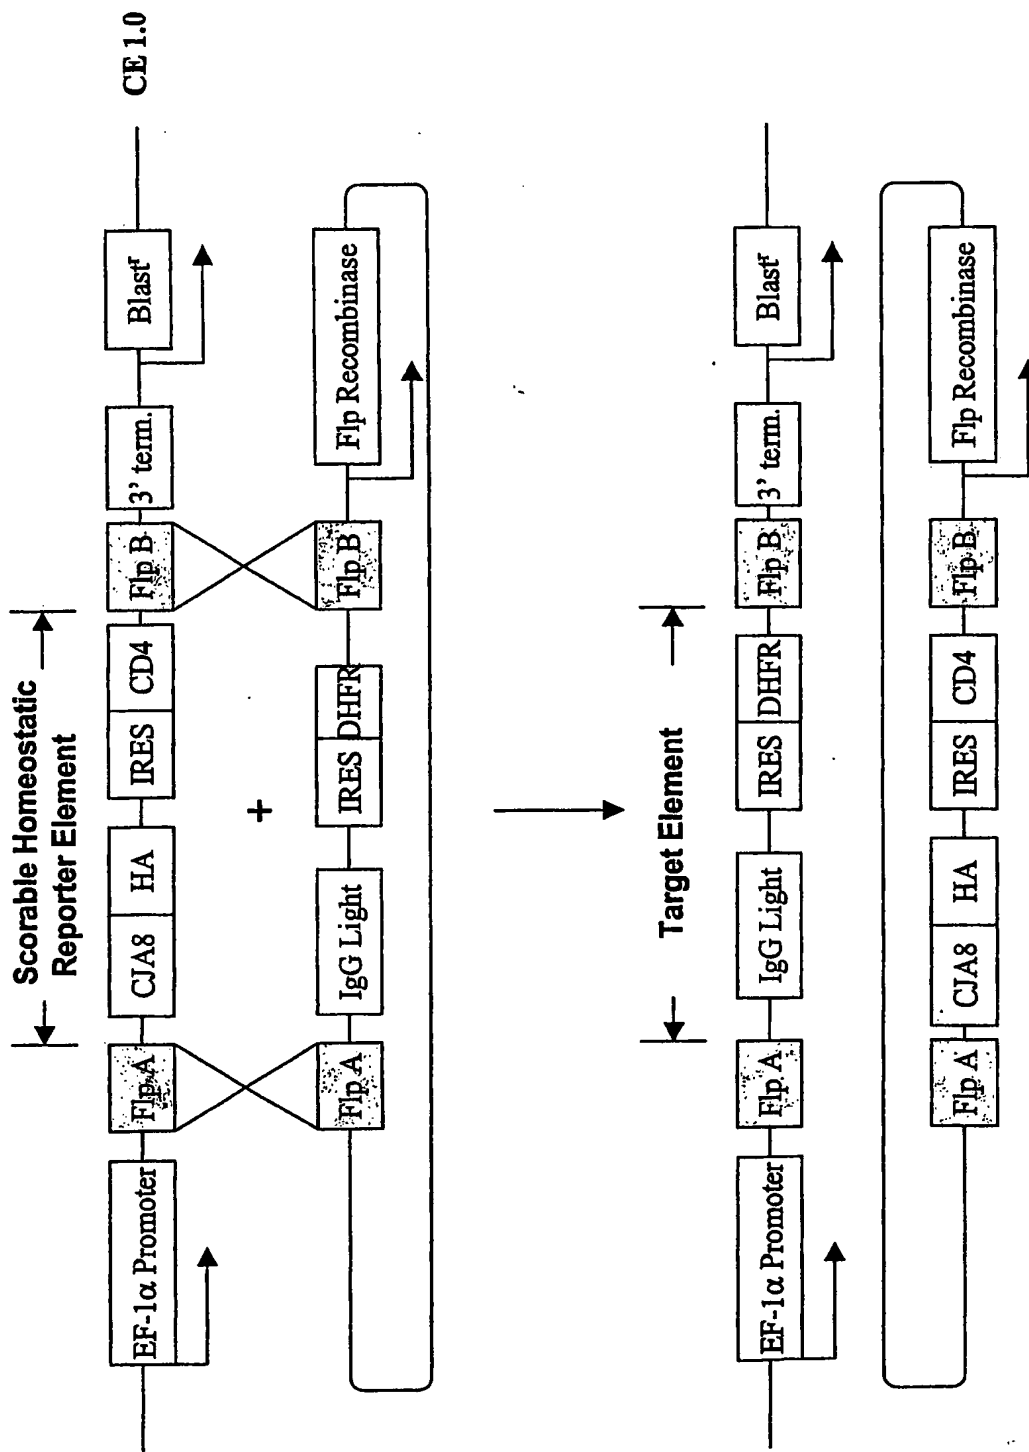 CE 1.0
Scorable Homeostatic
Reporter Element
EF-1α Promoter
Flp A
CJA8
HA
IRES
CD4
Flp B
3' term.
Blastʳ
+
Flp A
IgG Light
IRES
DHFR
Flp B
Flp Recombinase
Target Element
EF-1α Promoter
Flp A
IgG Light
IRES
DHFR
Flp B
3' term.
Blastʳ
Flp A
CJA8
HA
IRES
CD4
Flp B
Flp Recombinase